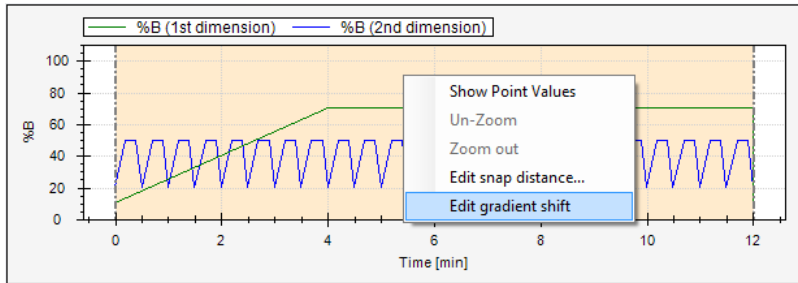 %B (1st dimension) %B (2nd dimension)
100
80
60
40
20
0
%B
Show Point Values
Un-Zoom
Zoom out
Edit snap distance...
Edit gradient shift
0 2 4 6 8 10 12
Time [min]